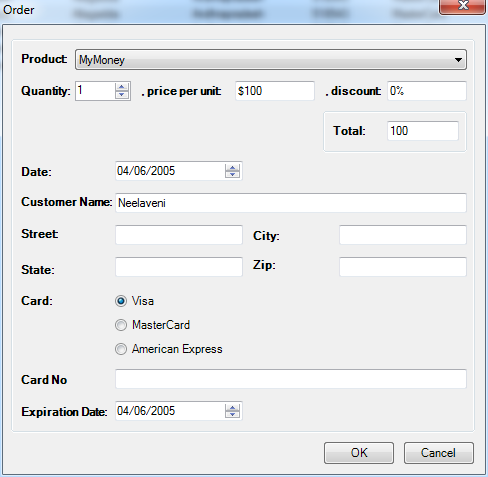 Order
Product: MyMoney
Quantity: 1 , price per unit: $100 , discount: 0%
Total: 100
Date: 04/06/2005
Customer Name: Neelaveni
Street: City:
State: Zip:
Card: Visa
MasterCard
American Express
Card No
Expiration Date: 04/06/2005
OK Cancel